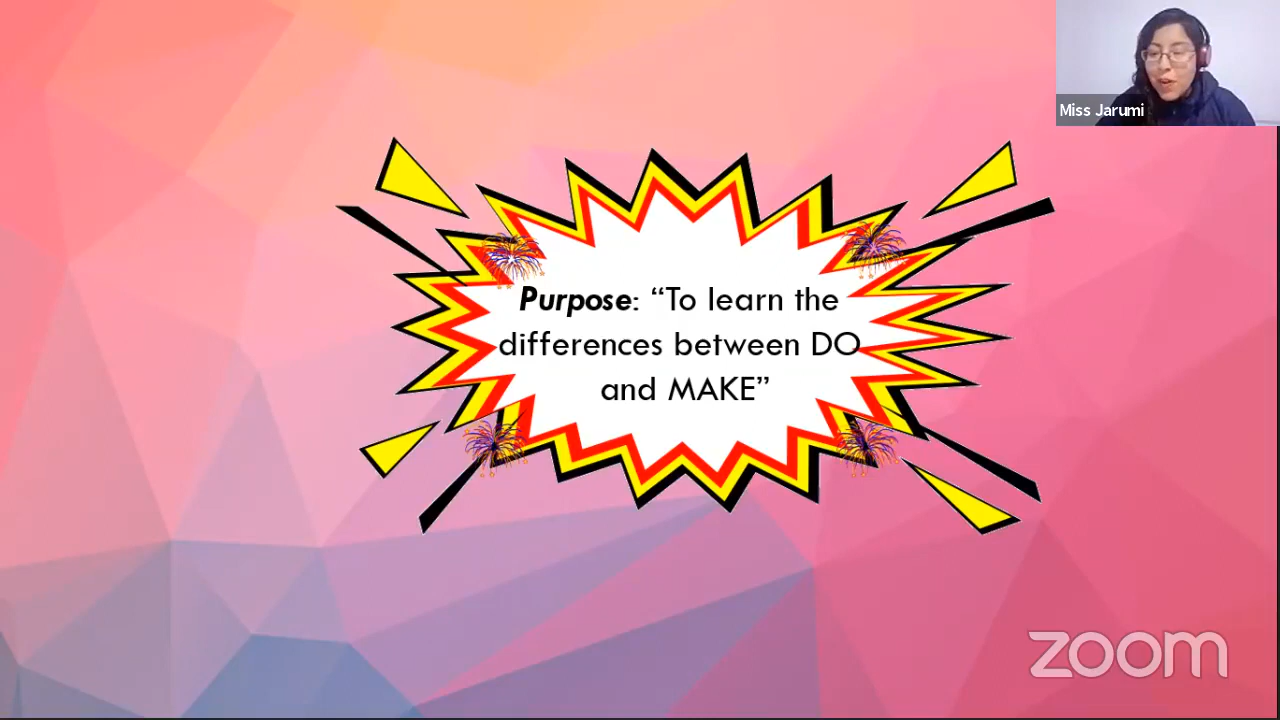 Miss Jarumi
Purpose: “To learn the
differences between DO
and MAKE”
zoom